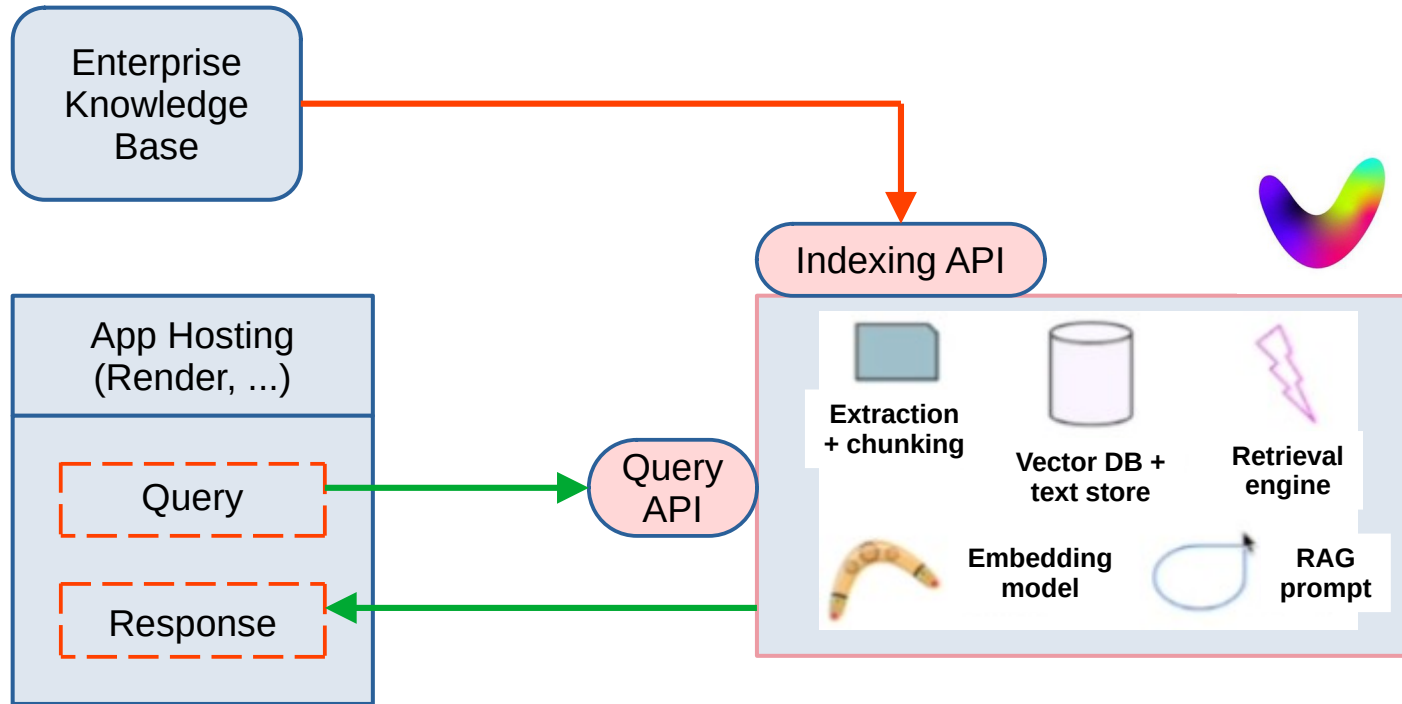 Enterprise
Knowledge
Base
Indexing API
App Hosting
(Render, ...)
Query
Response
Query
API
Extraction
+ chunking
Vector DB +
text store
Retrieval
engine
Embedding
model
RAG
prompt